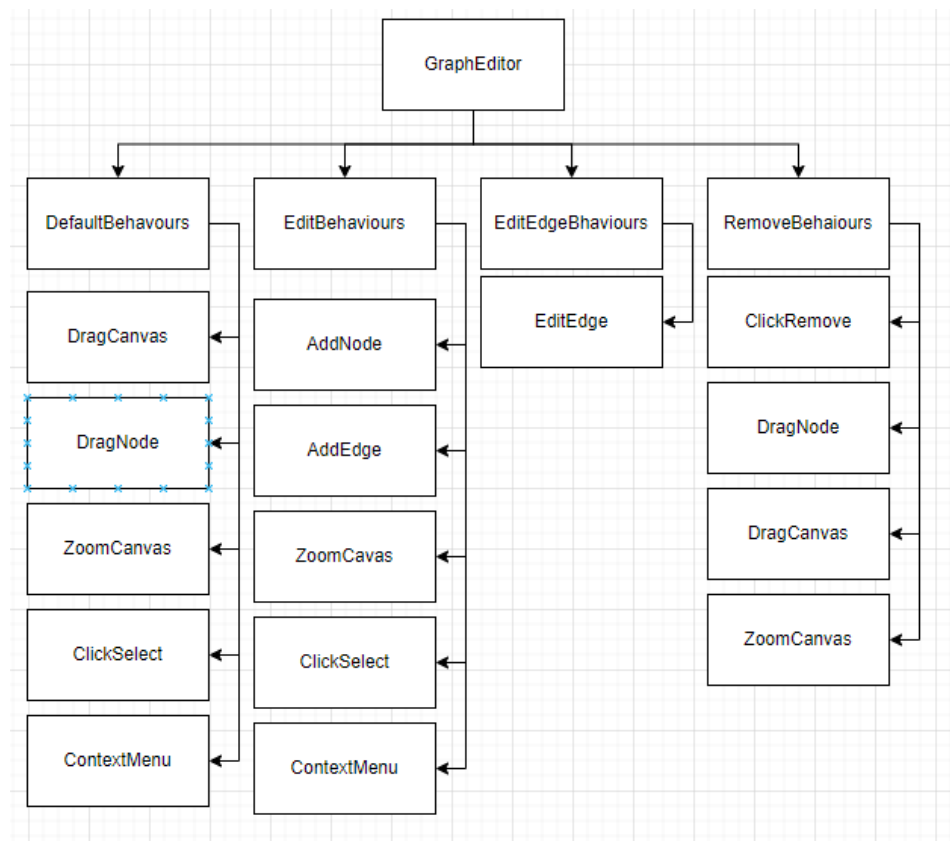 GraphEditor
DefaultBehavours
EditBehaviours
EditEdgeBhaviours
RemoveBehaiours
DragCanvas
DragNode
ZoomCanvas
ClickSelect
ContextMenu
AddNode
AddEdge
ZoomCavas
ClickSelect
ContextMenu
EditEdge
ClickRemove
DragNode
DragCanvas
ZoomCanvas